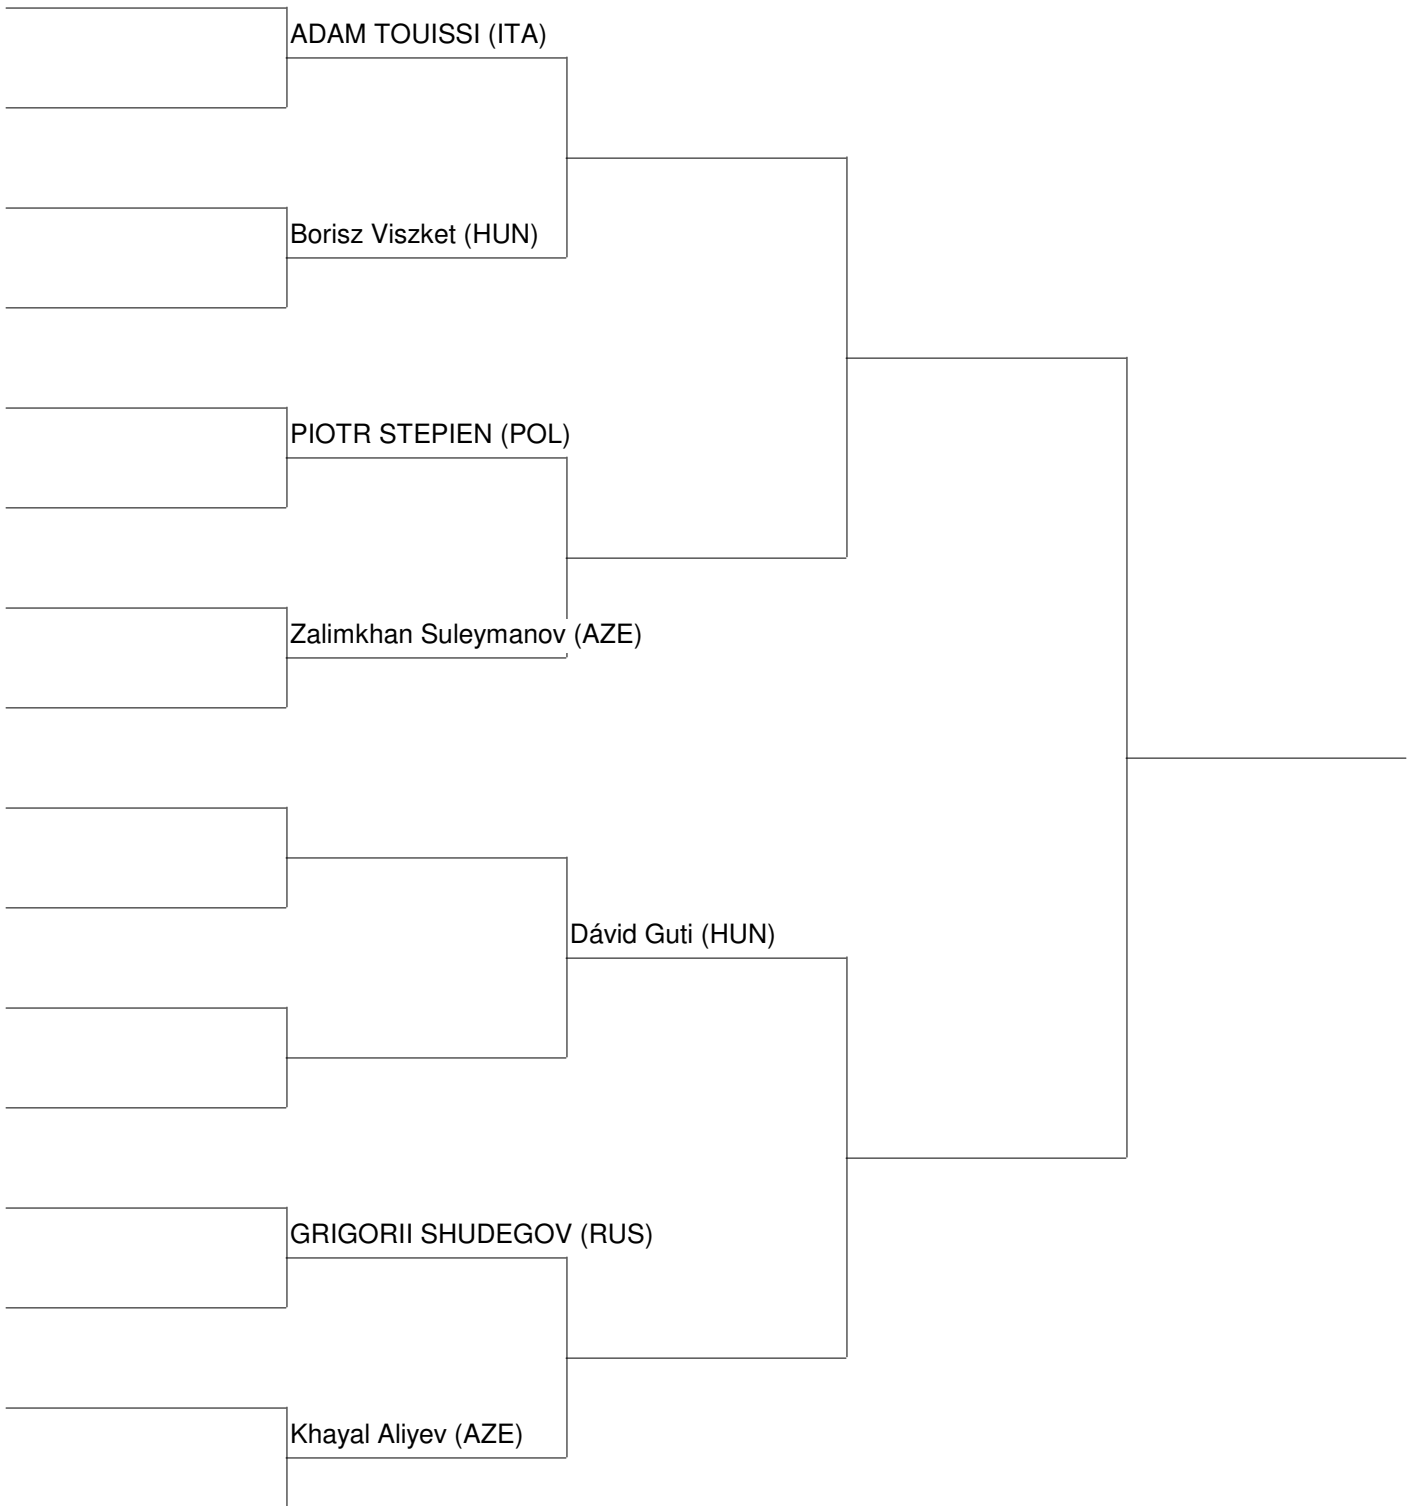 ADAM TOUISSI (ITA)
Borisz Viszket (HUN)
PIOTR STEPIEN (POL)
Zalimkhan Suleymanov (AZE)
Dávid Guti (HUN)
GRIGORII SHUDEGOV (RUS)
Khayal Aliyev (AZE)